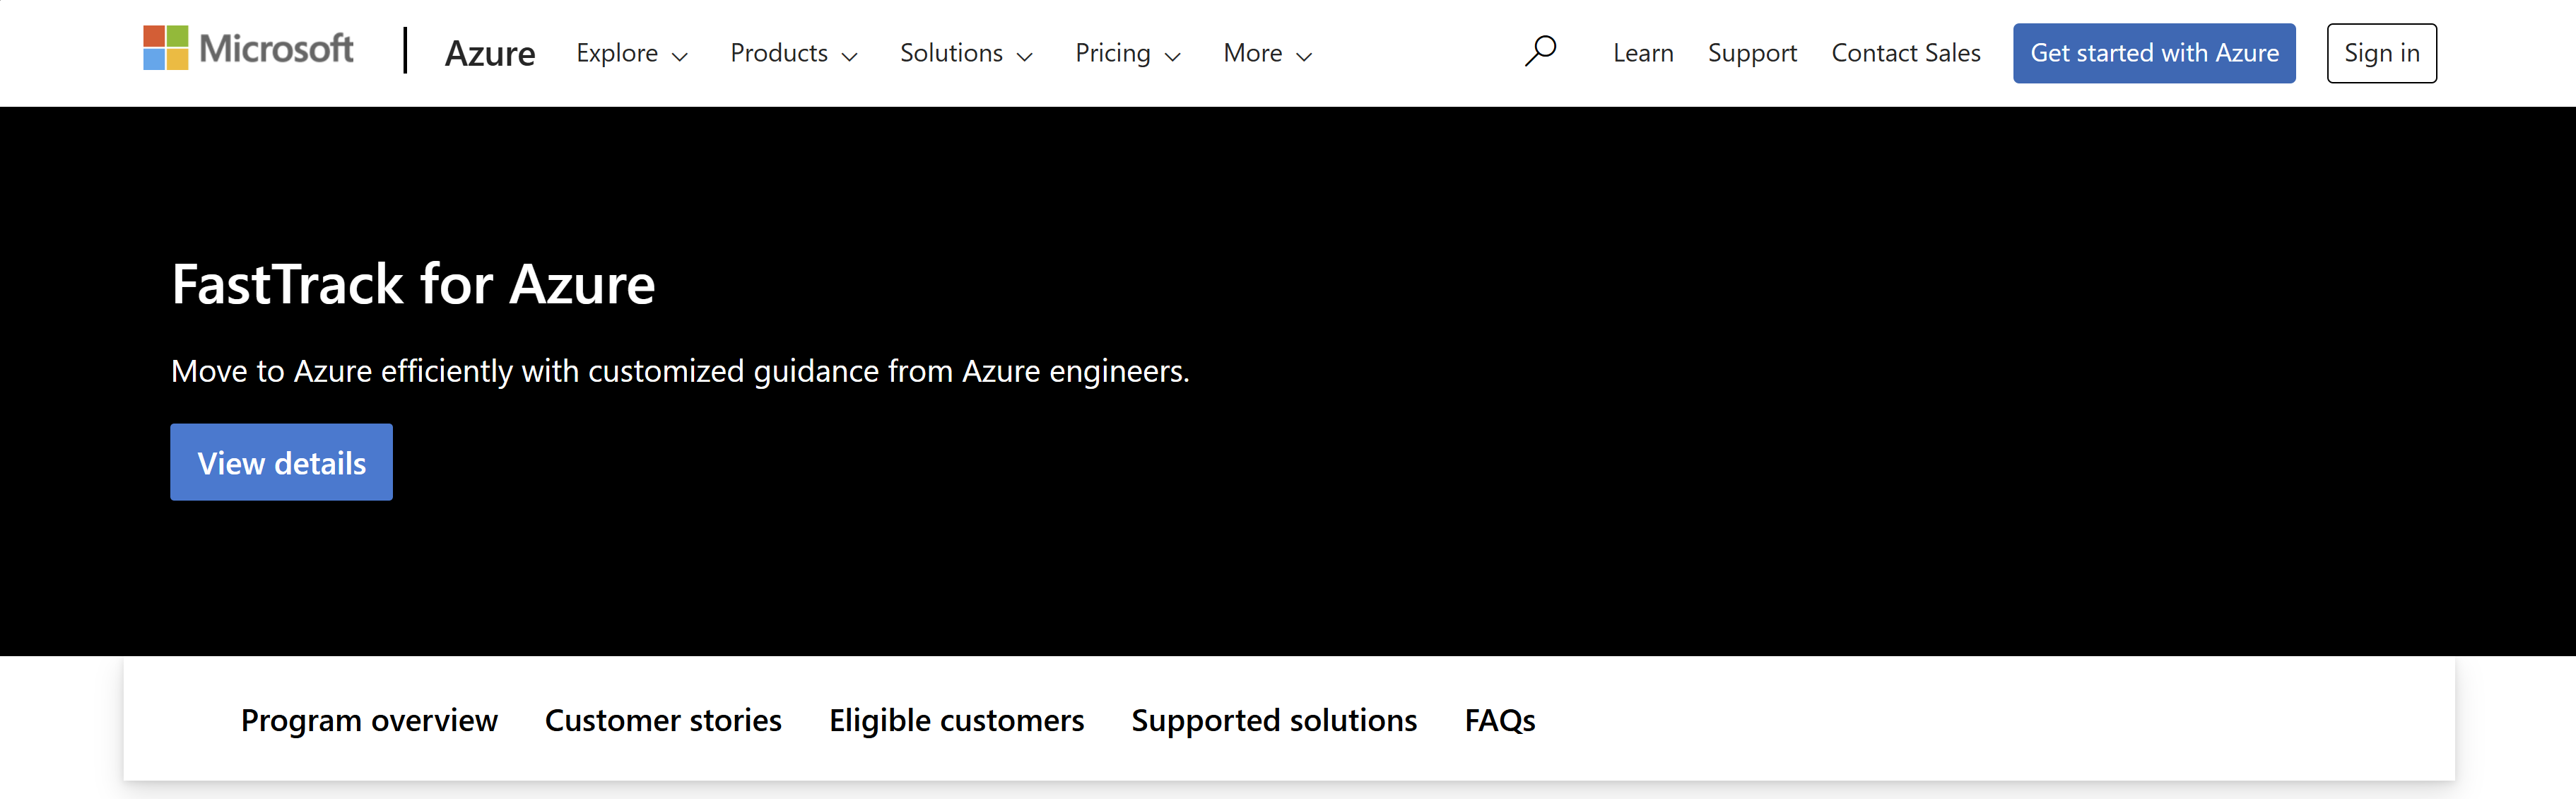 Microsoft Azure Explore Products Solutions Pricing More Learn Support Contact Sales Get started with Azure Sign in
FastTrack for Azure
Move to Azure efficiently with customized guidance from Azure engineers.
View details
Program overview Customer stories Eligible customers Supported solutions FAQs